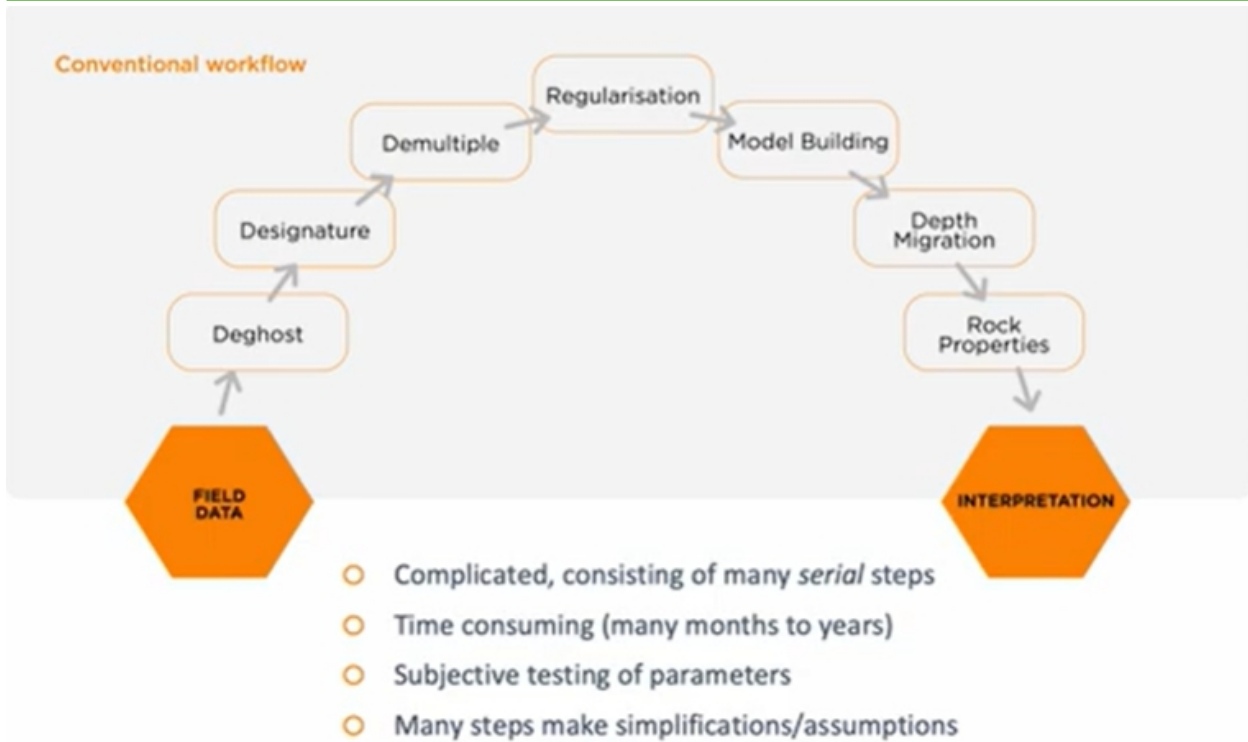 Conventional workflow
Regularisation
Demultiple
Model Building
Designature
Depth
Migration
Deghost
Rock
Properties
FIELD
DATA
INTERPRETATION
Complicated, consisting of many serial steps
Time consuming (many months to years)
Subjective testing of parameters
Many steps make simplifications/assumptions